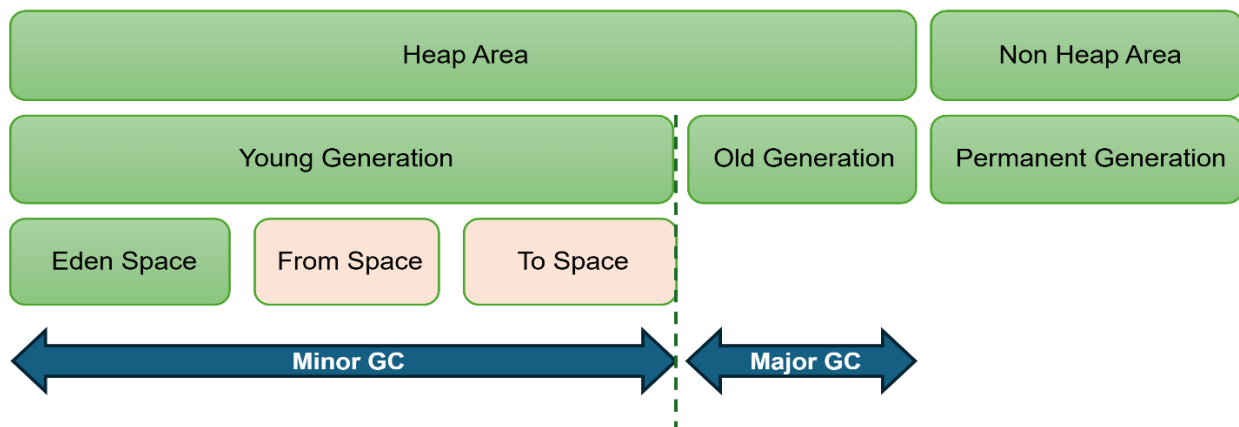 Heap Area
Non Heap Area
Young Generation
Old Generation
Permanent Generation
Eden Space
From Space
To Space
Minor GC
Major GC